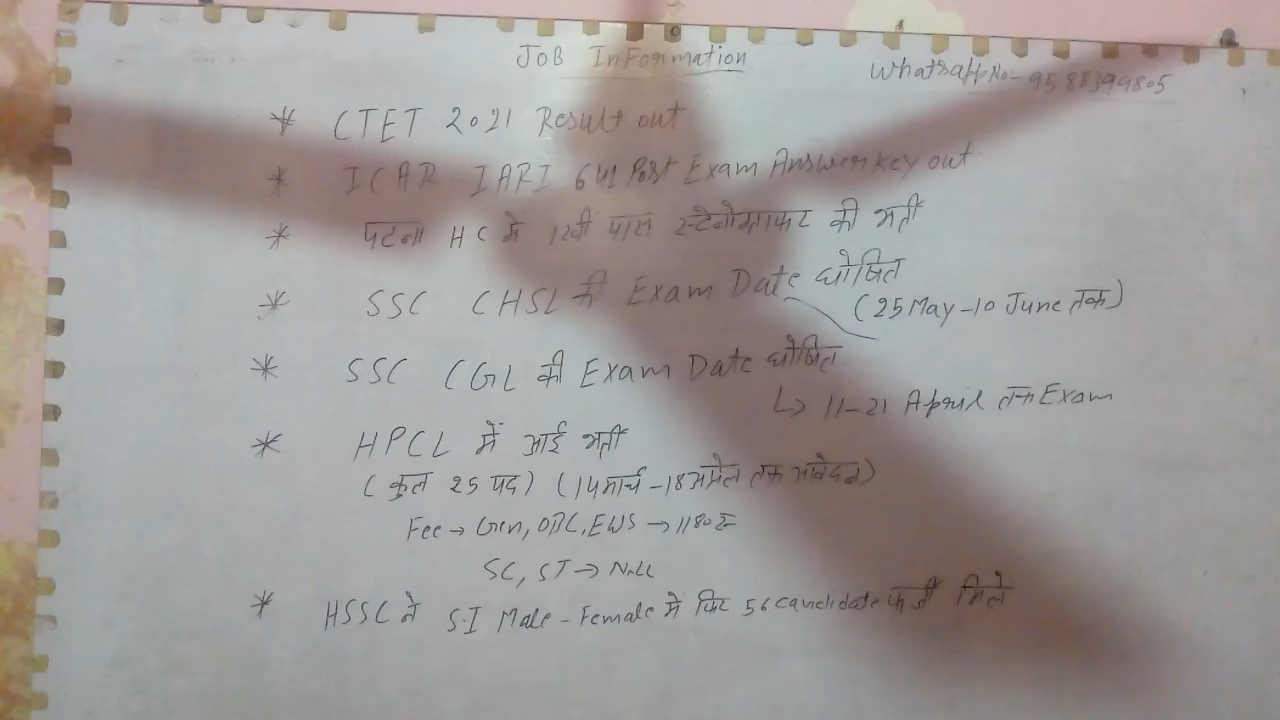 JOB Information
Whatsapp No- 9588399805
* CTET 2021 Result out
* ICAR IARI 641 Post Exam Answer key out
* पटना HC में 12वीं पास स्टेनोग्राफर की भर्ती
* SSC CHSL की Exam Date घोषित
(25 May - 10 June तक)
* SSC CGL की Exam Date घोषित
↳ 11-21 April तक Exam
* HPCL में आई भर्ती
(कुल 25 पद) (14 मार्च - 18 अप्रैल तक आवेदन)
Fee → Gen, OBC, EWS → 1180रु
SC, ST → Nill
* HSSC ने S.I Male - Female में फिर 56 candidate फर्जी मिले